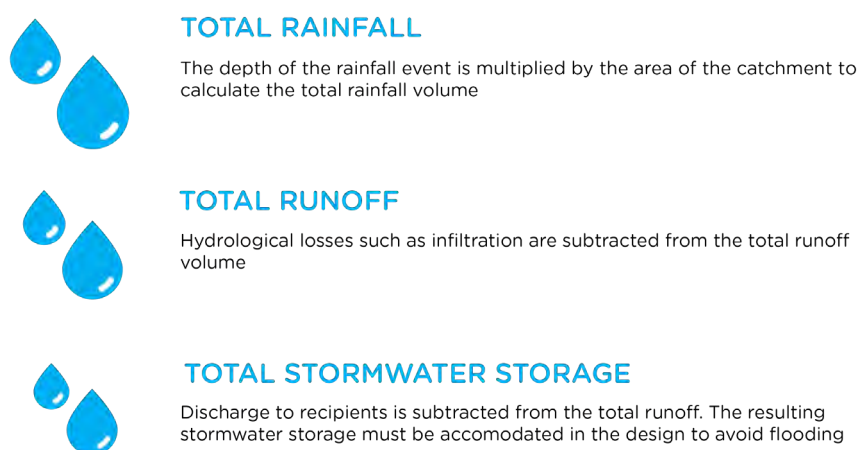 TOTAL RAINFALL
The depth of the rainfall event is multiplied by the area of the catchment to
calculate the total rainfall volume
TOTAL RUNOFF
Hydrological losses such as infiltration are subtracted from the total runoff
volume
TOTAL STORMWATER STORAGE
Discharge to recipients is subtracted from the total runoff. The resulting
stormwater storage must be accomodated in the design to avoid flooding